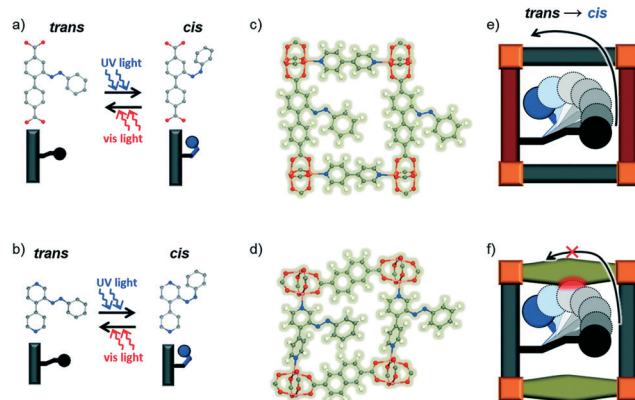 a) trans cis
UV light
vis light
b) trans cis
UV light
vis light
c)
d)
e) trans → cis
f)